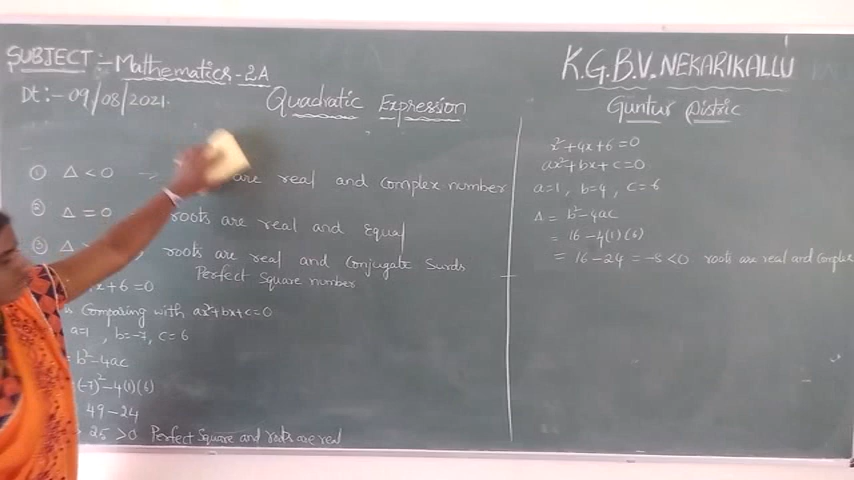 SUBJECT :- Mathematics - 2A
Dt :- 09/08/2021.
Quadratic Expression
① Δ < 0 → are real and complex number
② Δ = 0 roots are real and Equal
③ Δ , roots are real and Conjugate Surds
Perfect Square number
x + 6 = 0
Comparing with ax²+bx+c=0
a=1, b=-7, c=6
= b²-4ac
(-7)² - 4(1)(6)
49 - 24
25 > 0 Perfect Square and roots are real
K.G.B.V. NEKARIKALLU
Guntur Distric
x²+4x+6=0
ax²+bx+c=0
a=1, b=4, c=6
Δ = b²-4ac
= 16-4(1)(6)
= 16-24 = -8 < 0 roots are real and Complex